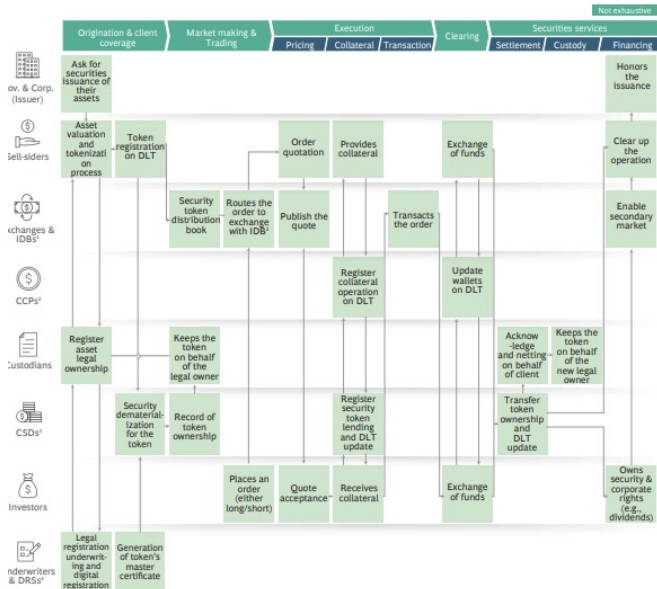 Not exhaustive
Origination & client
coverage
Market making &
Trading
Execution
Clearing
Securities services
Pricing
Collateral
Transaction
Settlement
Custody
Financing
ov. & Corp.
(Issuer)
Ask for
securities
issuance of
their
assets
Honors
the
issuance
ell-siders
Asset
valuation
and
tokenizati
on
process
Token
registration
on DLT
Order
quotation
Provides
collateral
Exchange
of funds
Clear up
the
operation
xchanges &
IDBs¹
Security
token
distribution
book
Routes the
order to
exchange
with IDB³
Publish the
quote
Transacts
the order
Enable
secondary
market
CCPs²
Register
collateral
operation
on DLT
Update
wallets on
DLT
ustodians
Register
asset
legal
ownership
Keeps the
token
on behalf
of the
legal owner
Acknow
-ledge
and netting
on behalf
of client
Keeps the
token on
behalf of
the new
legal owner
CSDs³
Security
demateriali-
zation
for the
token
Record of
token
ownership
Register
security
token
lending
and DLT
update
Transfer
token
ownership
and
DLT
update
Investors
Places an
order
(either
long/short)
Quote
acceptance
Receives
collateral
Exchange
of funds
Owns
security &
corporate
rights
(e.g.,
dividends)
nderwriters
& DRSs⁴
Legal
registration
underwrit-
ing and
digital
registration
Generation
of token's
master
certificate